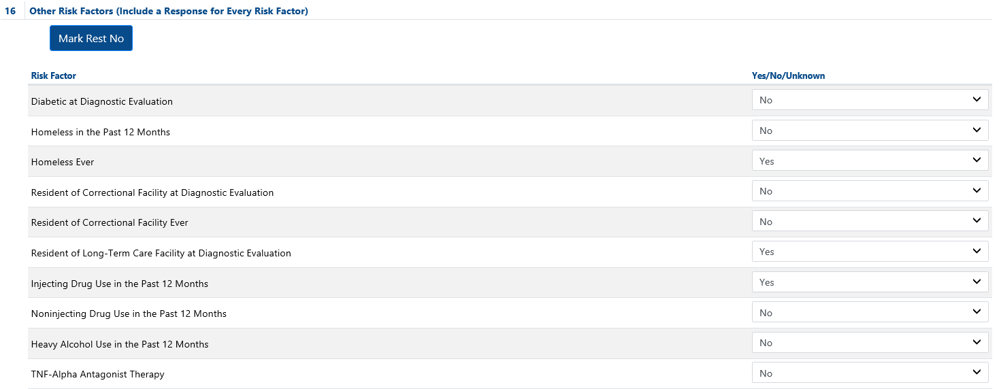 16 Other Risk Factors (Include a Response for Every Risk Factor)
Mark Rest No
Risk Factor Yes/No/Unknown
Diabetic at Diagnostic Evaluation No
Homeless in the Past 12 Months No
Homeless Ever Yes
Resident of Correctional Facility at Diagnostic Evaluation No
Resident of Correctional Facility Ever No
Resident of Long-Term Care Facility at Diagnostic Evaluation Yes
Injecting Drug Use in the Past 12 Months Yes
Noninjecting Drug Use in the Past 12 Months No
Heavy Alcohol Use in the Past 12 Months No
TNF-Alpha Antagonist Therapy No